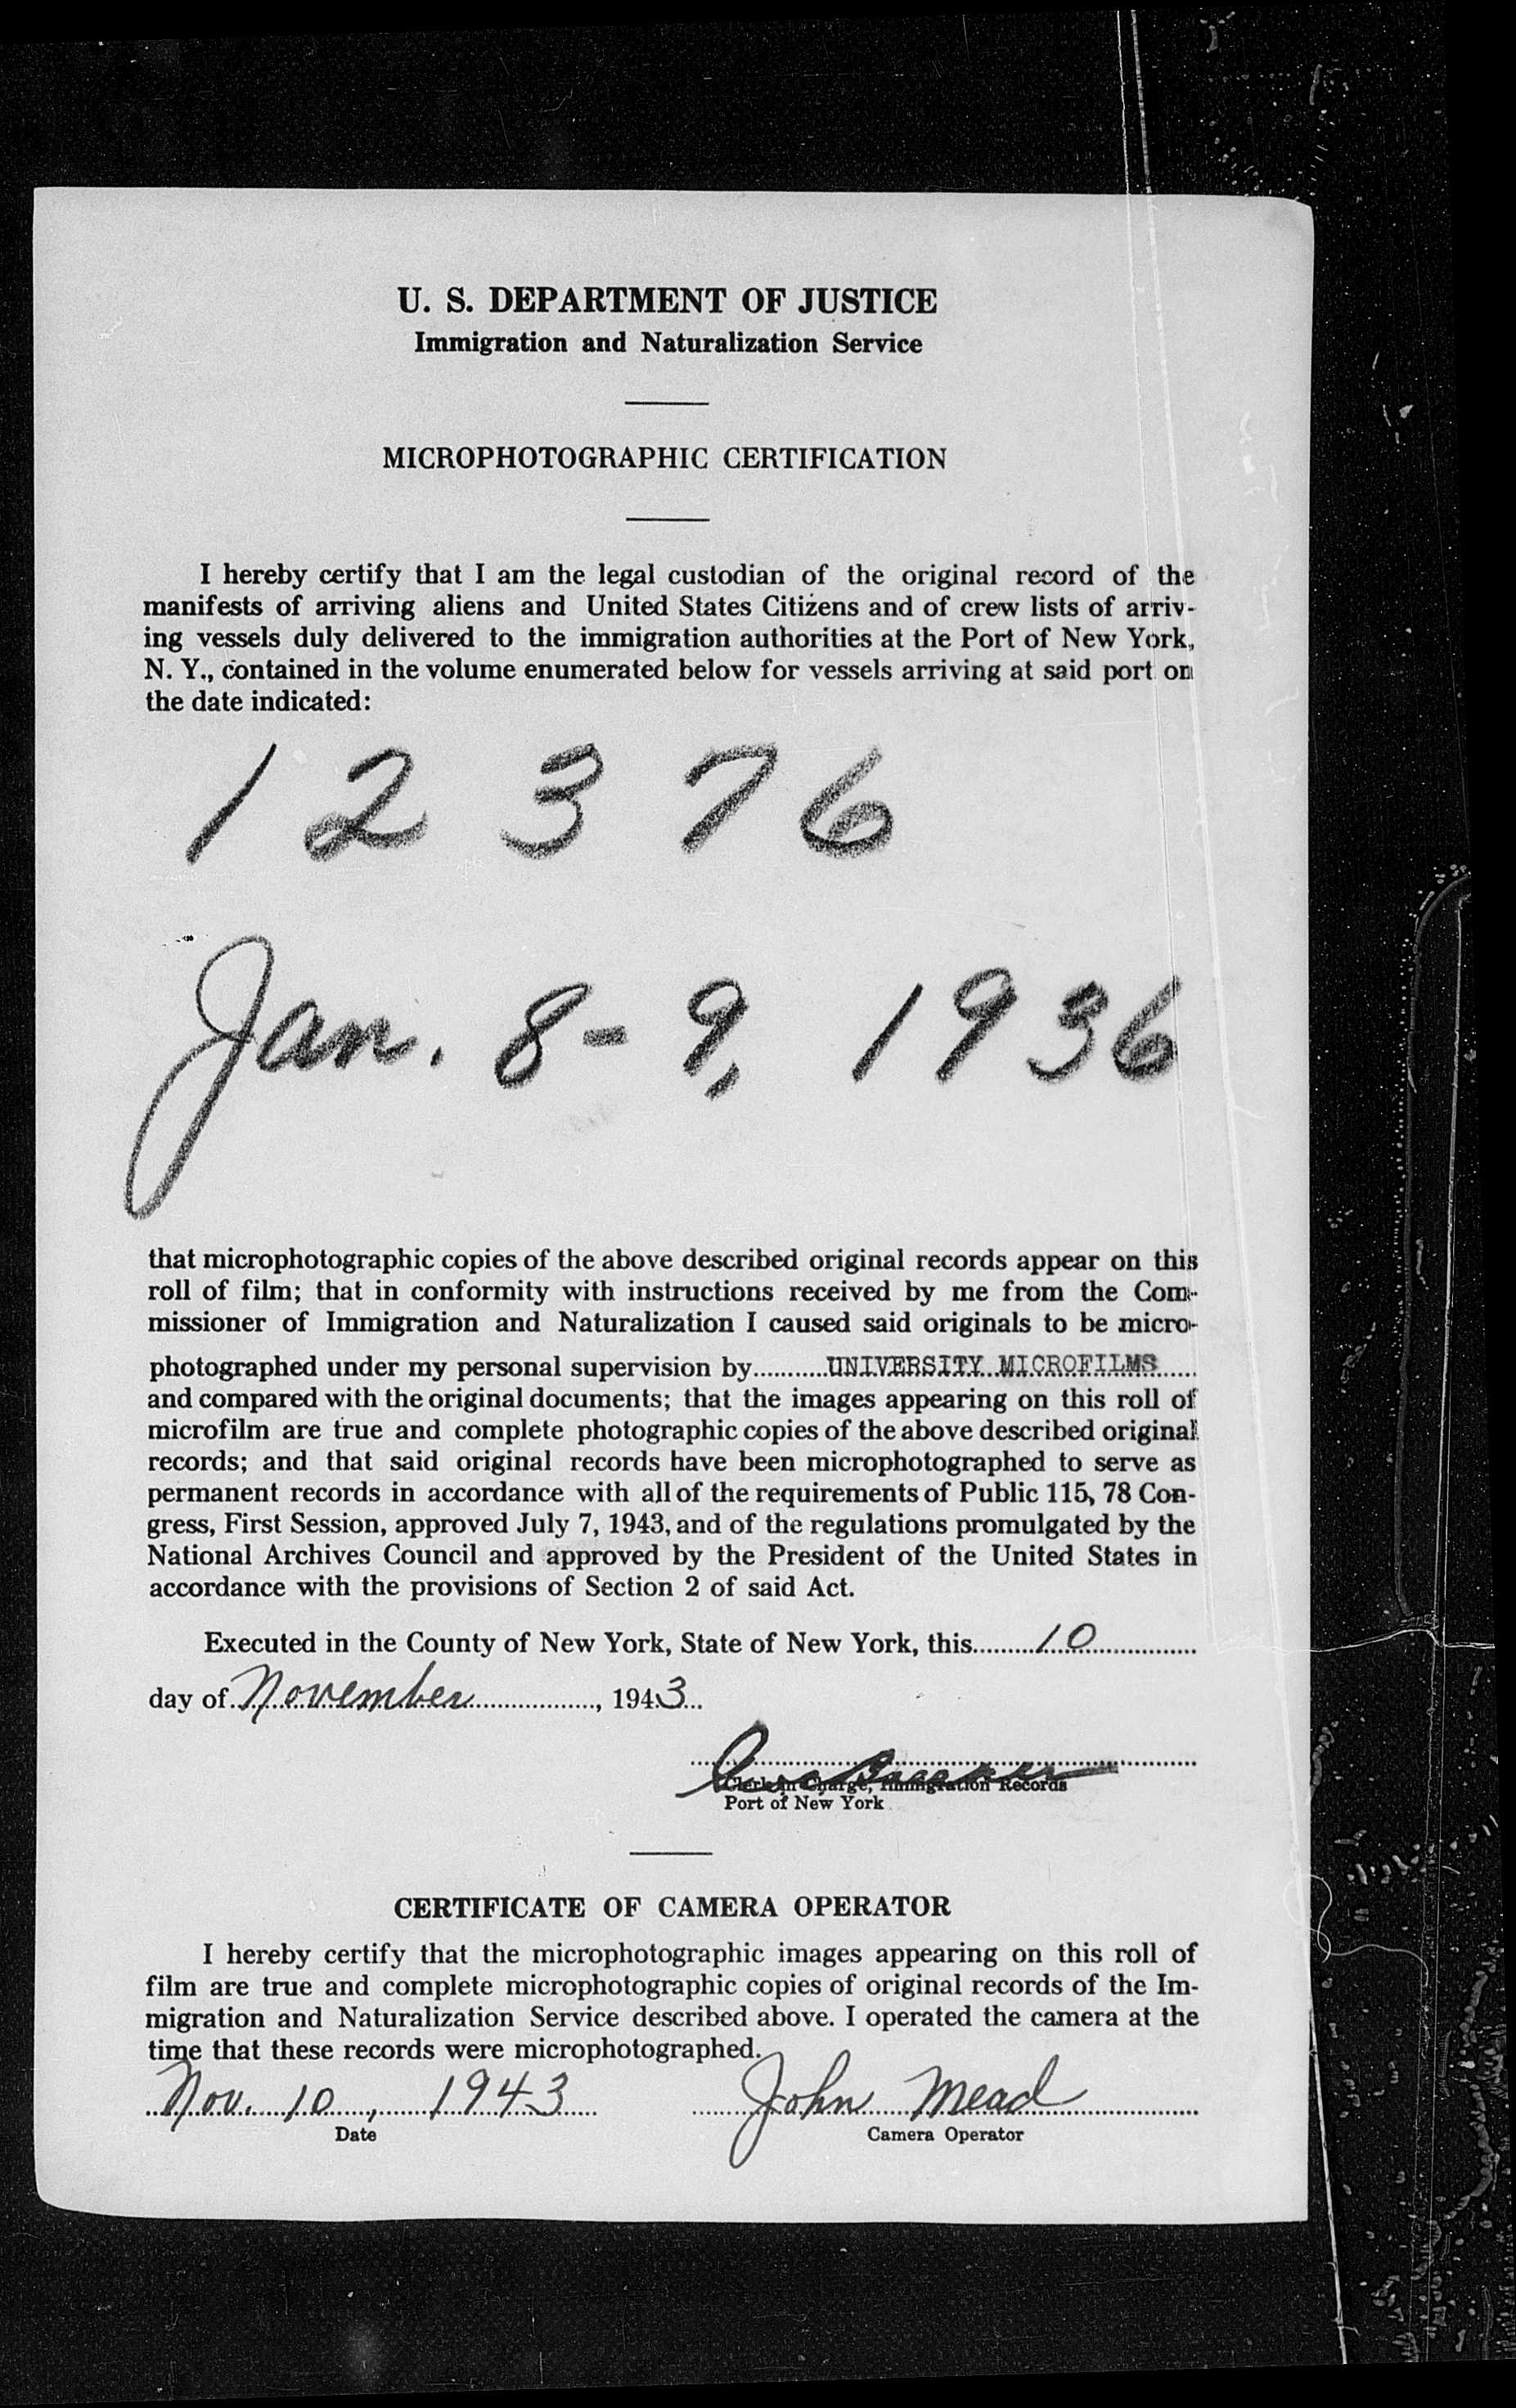 U. S. DEPARTMENT OF JUSTICE
Immigration and Naturalization Service
MICROPHOTOGRAPHIC CERTIFICATION
I hereby certify that I am the legal custodian of the original record of the
manifests of arriving aliens and United States Citizens and of crew lists of arriv-
ing vessels duly delivered to the immigration authorities at the Port of New York,
N. Y., contained in the volume enumerated below for vessels arriving at said port on
the date indicated:
1 2 3 7 6
Jan. 8 - 9, 1936
that microphotographic copies of the above described original records appear on this
roll of film; that in conformity with instructions received by me from the Com-
missioner of Immigration and Naturalization I caused said originals to be micro-
photographed under my personal supervision by..........UNIVERSITY MICROFILMS.....
and compared with the original documents; that the images appearing on this roll of
microfilm are true and complete photographic copies of the above described original
records; and that said original records have been microphotographed to serve as
permanent records in accordance with all of the requirements of Public 115, 78 Con-
gress, First Session, approved July 7, 1943, and of the regulations promulgated by the
National Archives Council and approved by the President of the United States in
accordance with the provisions of Section 2 of said Act.
Executed in the County of New York, State of New York, this.........10...............
day of November..................., 1943...
Clerk in Charge, Immigration Records
Port of New York
CERTIFICATE OF CAMERA OPERATOR
I hereby certify that the microphotographic images appearing on this roll of
film are true and complete microphotographic copies of original records of the Im-
migration and Naturalization Service described above. I operated the camera at the
time that these records were microphotographed.
Nov. 10, 1943 John Mead
Date Camera Operator